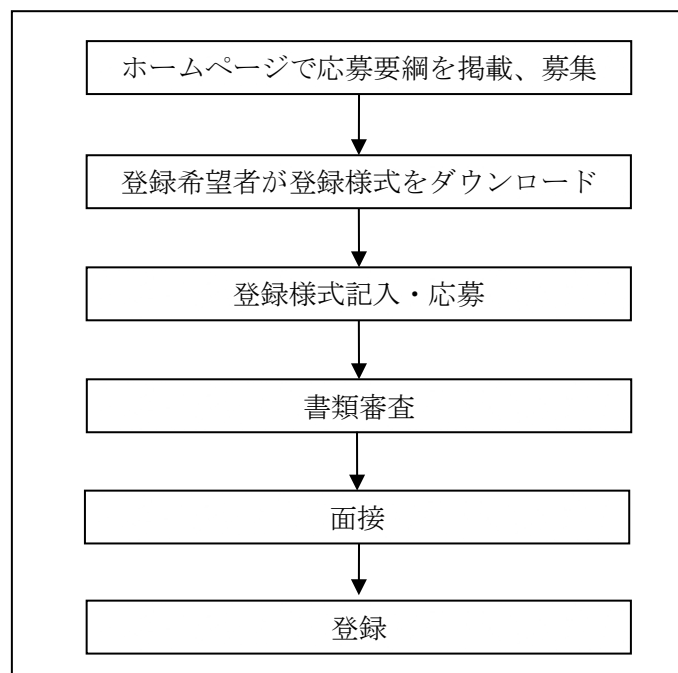 ホームページで応募要綱を掲載、募集
登録希望者が登録様式をダウンロード
登録様式記入・応募
書類審査
面接
登録